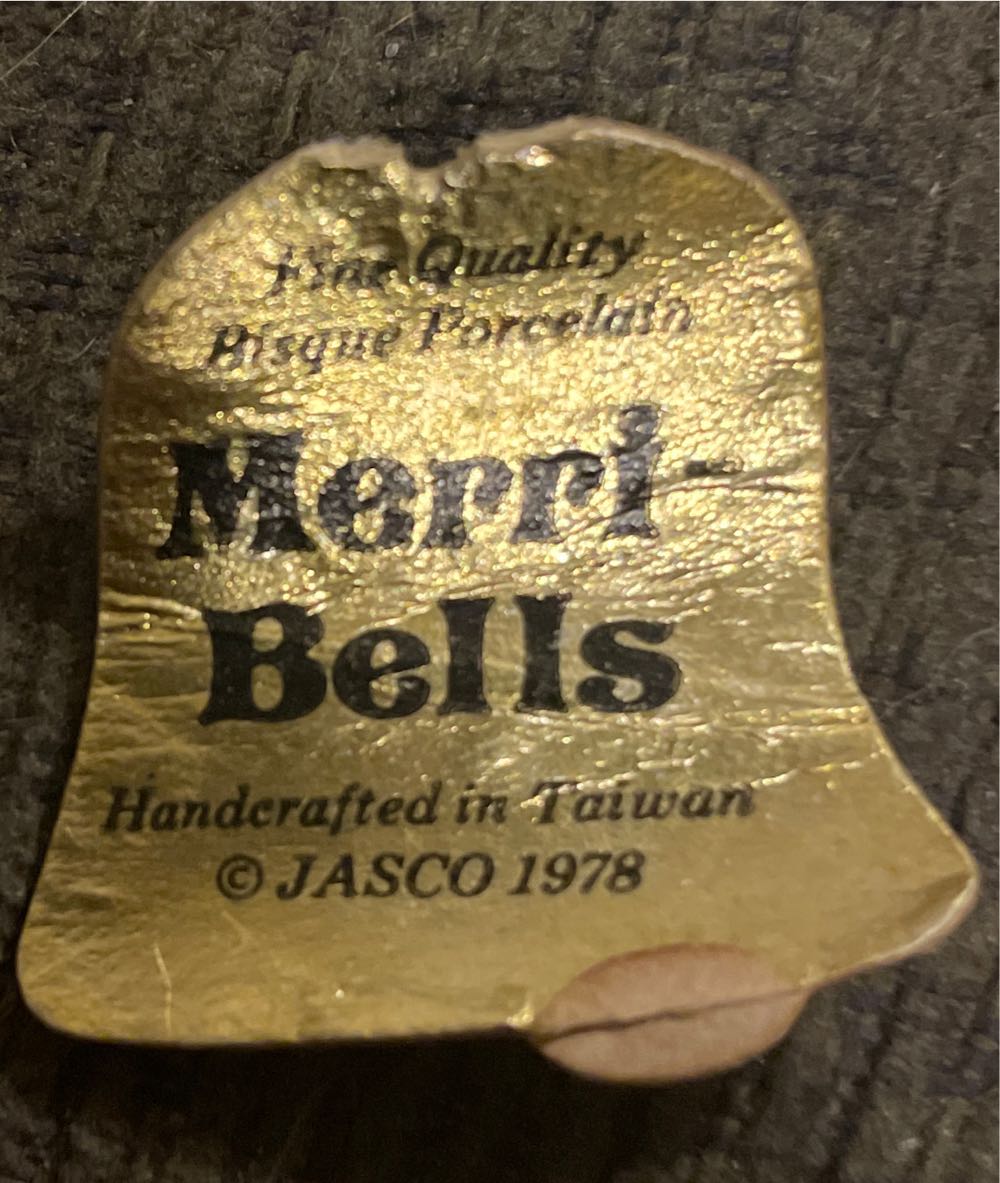 Fine Quality
Bisque Porcelain
Merri-
Bells
Handcrafted in Taiwan
© JASCO 1978